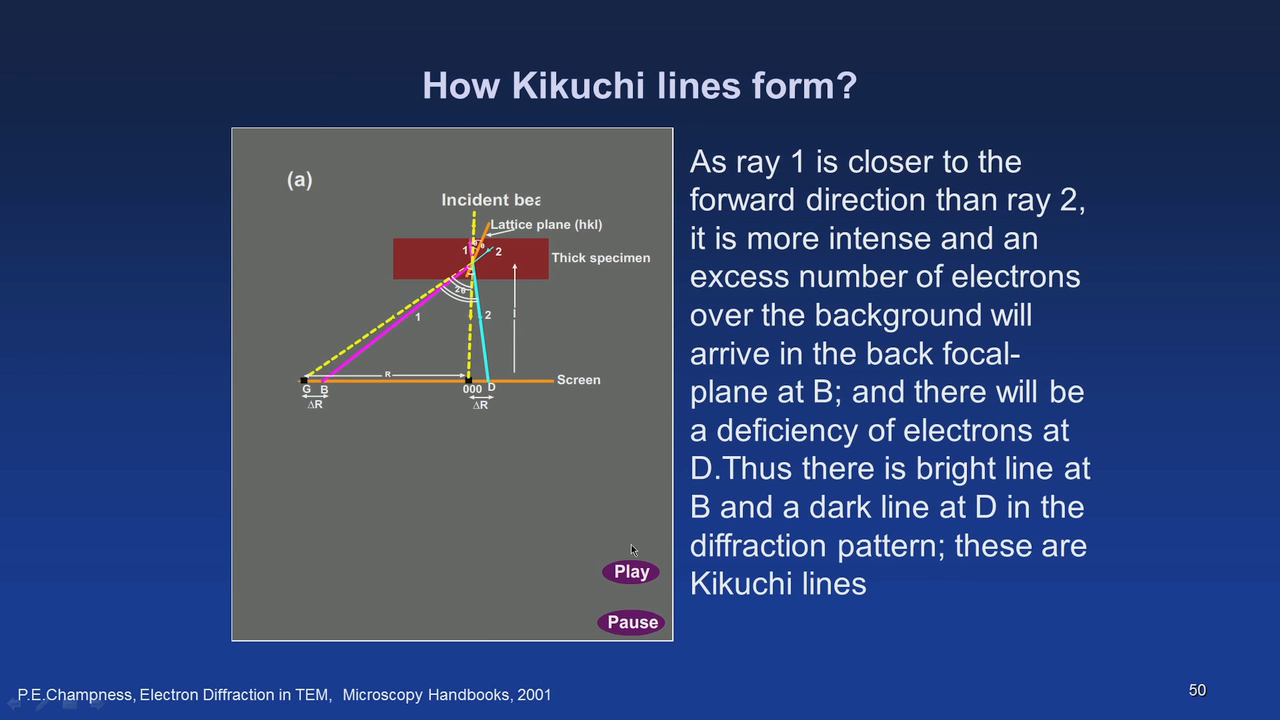 How Kikuchi lines form?
(a)
Incident bea
Lattice plane (hkl)
1
2
Thick specimen
2θ
1
2
l
R
Screen
G B
000 D
ΔR
ΔR
Play
Pause
As ray 1 is closer to the
forward direction than ray 2,
it is more intense and an
excess number of electrons
over the background will
arrive in the back focal-
plane at B; and there will be
a deficiency of electrons at
D.Thus there is bright line at
B and a dark line at D in the
diffraction pattern; these are
Kikuchi lines
P.E.Champness, Electron Diffraction in TEM, Microscopy Handbooks, 2001
50